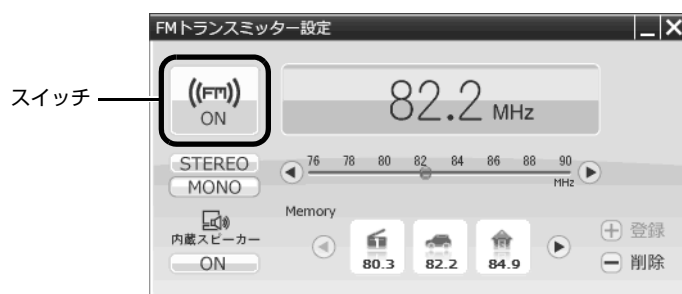 FMトランスミッター設定
スイッチ
((FM))
ON
82.2 MHz
STEREO
MONO
76 78 80 82 84 86 88 90
MHz
内蔵スピーカー
ON
Memory
1
80.3 82.2 84.9
登録
削除